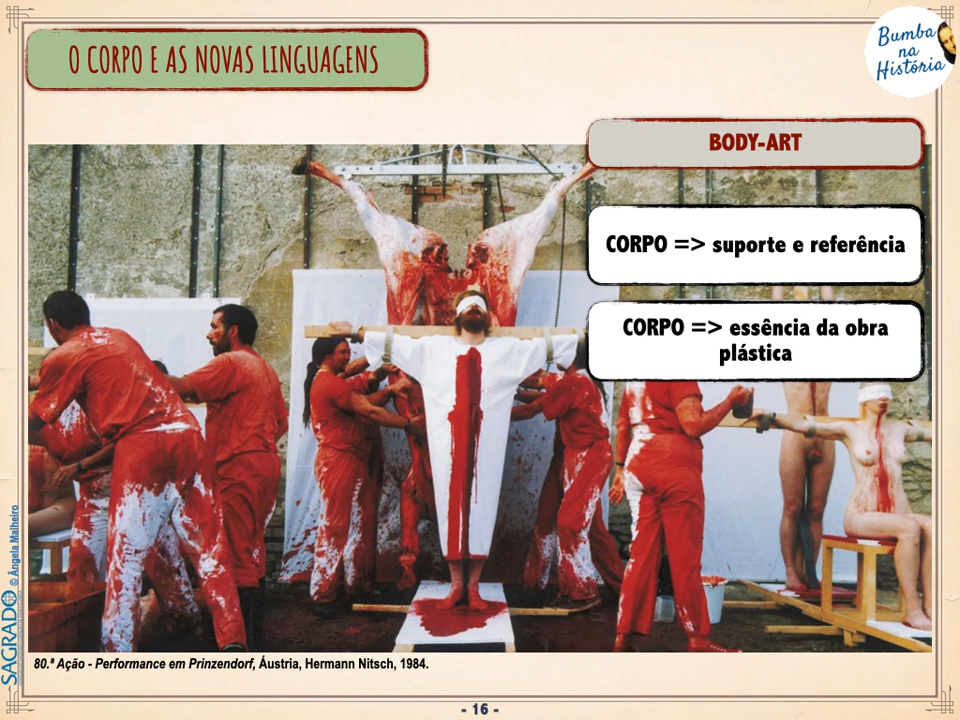 O CORPO E AS NOVAS LINGUAGENS
Bumba
na
História
BODY-ART
CORPO => suporte e referência
CORPO => essência da obra
plástica
SAGRADO
© Ângela Malheiro
80.ª Ação - Performance em Prinzendorf, Áustria, Hermann Nitsch, 1984.
- 16 -